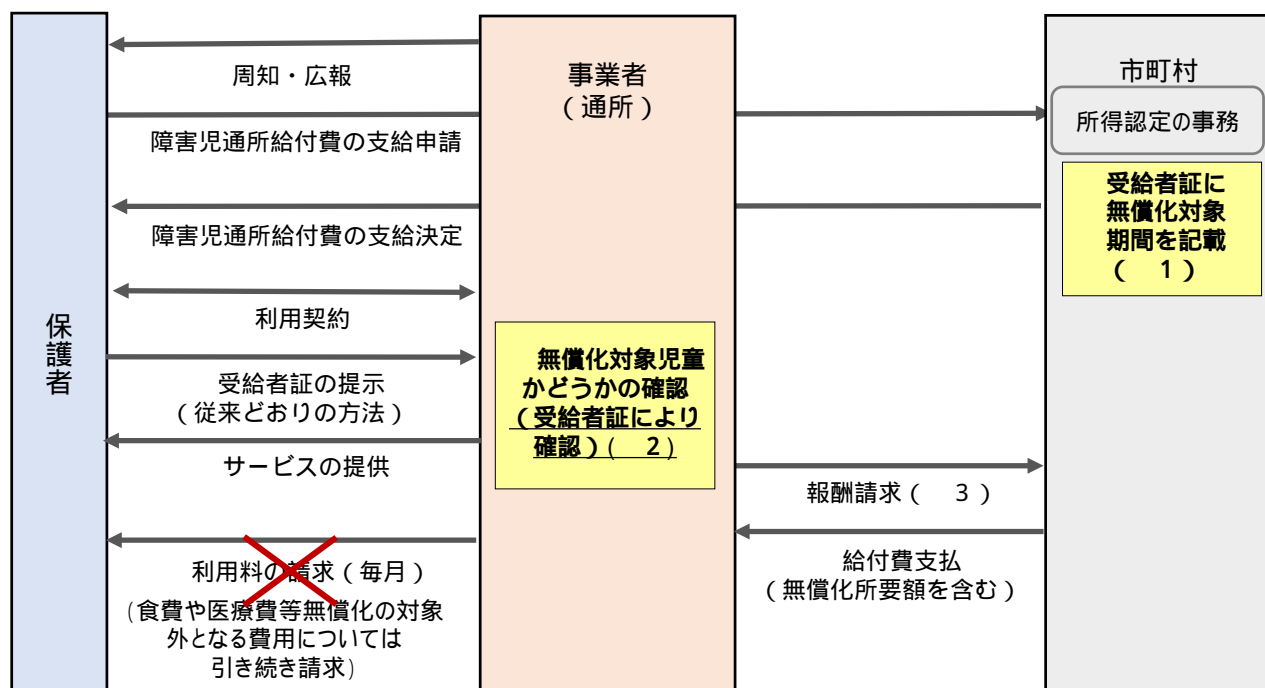 保護者
周知・広報
障害児通所給付費の支給申請
障害児通所給付費の支給決定
利用契約
受給者証の提示
(従来どおりの方法)
サービスの提供
利用料の請求(毎月)
(食費や医療費等無償化の対象
外となる費用については
引き続き請求)
事業者
(通所)
無償化対象児童
かどうかの確認
(受給者証により
確認)( 2)
報酬請求( 3)
給付費支払
(無償化所要額を含む)
市町村
所得認定の事務
受給者証に
無償化対象
期間を記載
( 1)